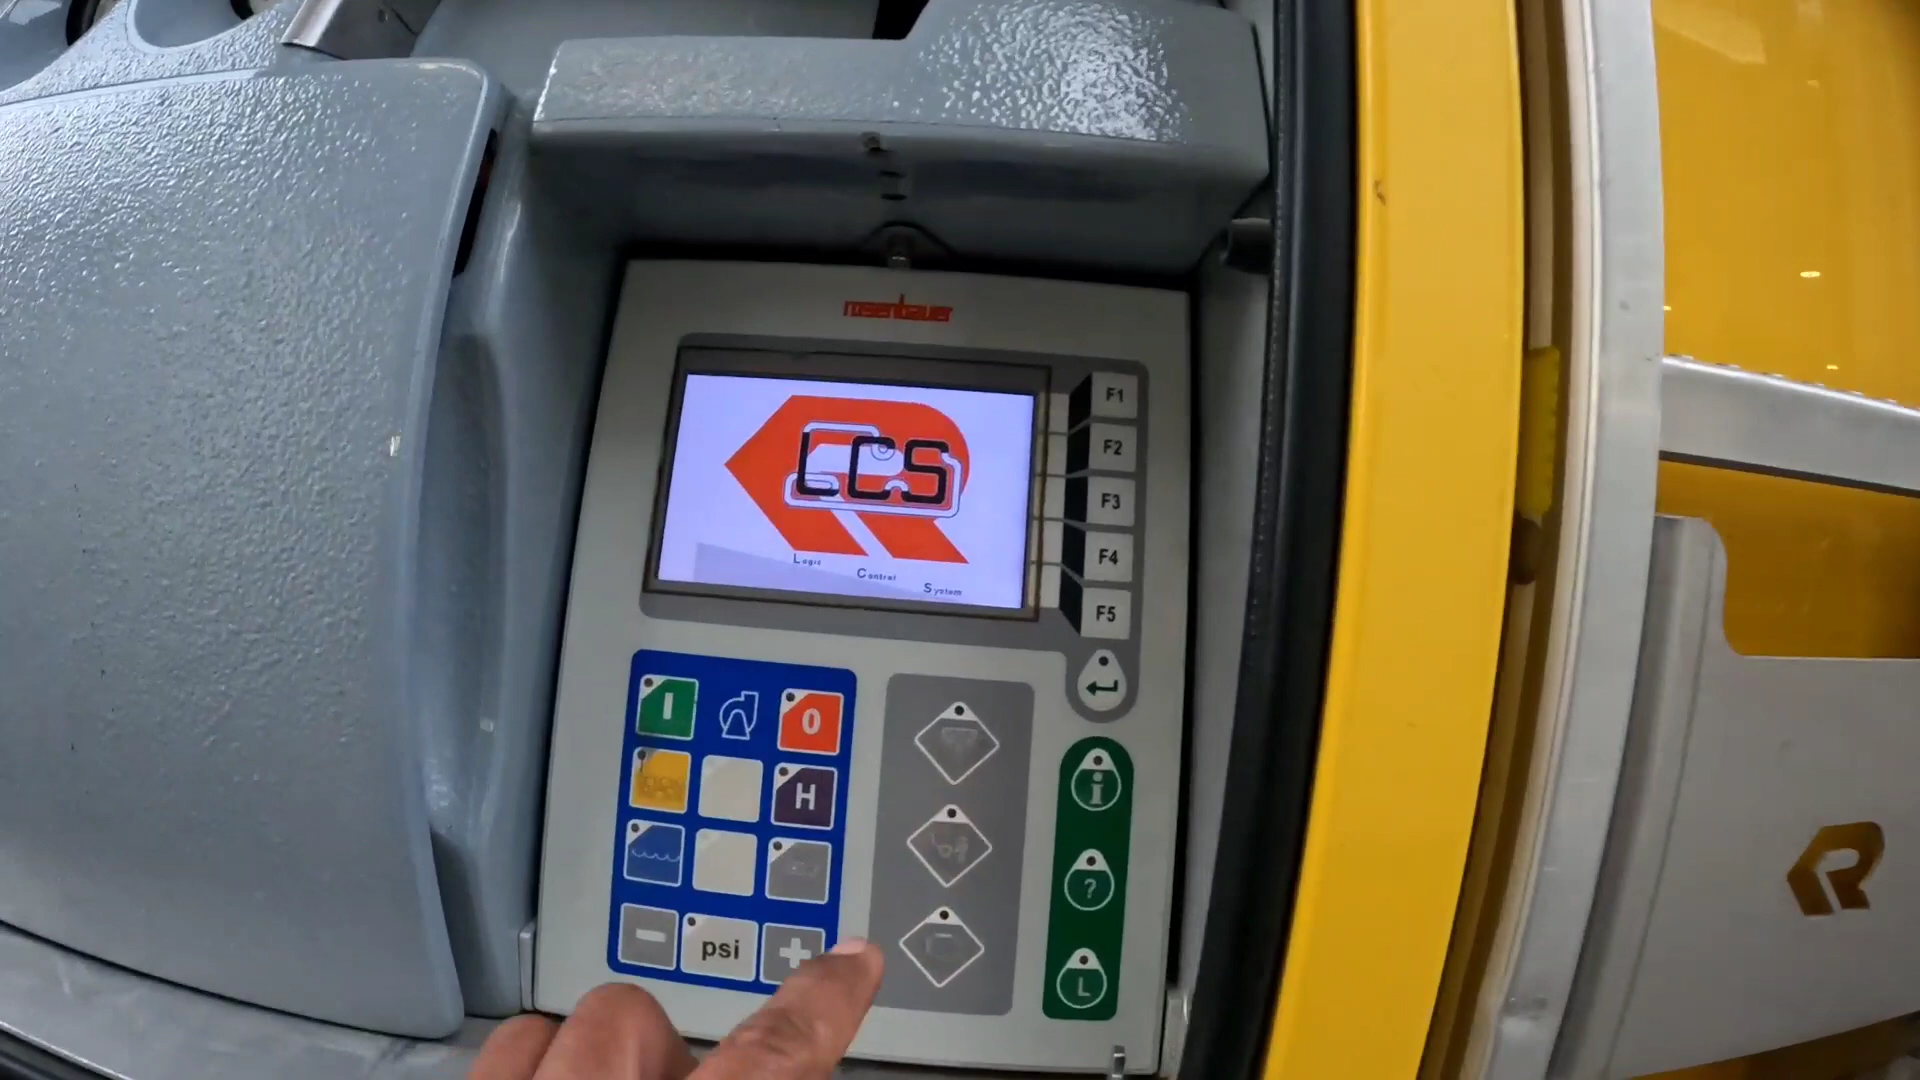 rosenbauer
LCS
Logic
Control
System
F1
F2
F3
F4
F5
I
0
H
psi
i
?
L
R